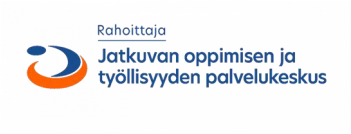 Rahoittaja
Jatkuvan oppimisen ja
työllisyyden palvelukeskus